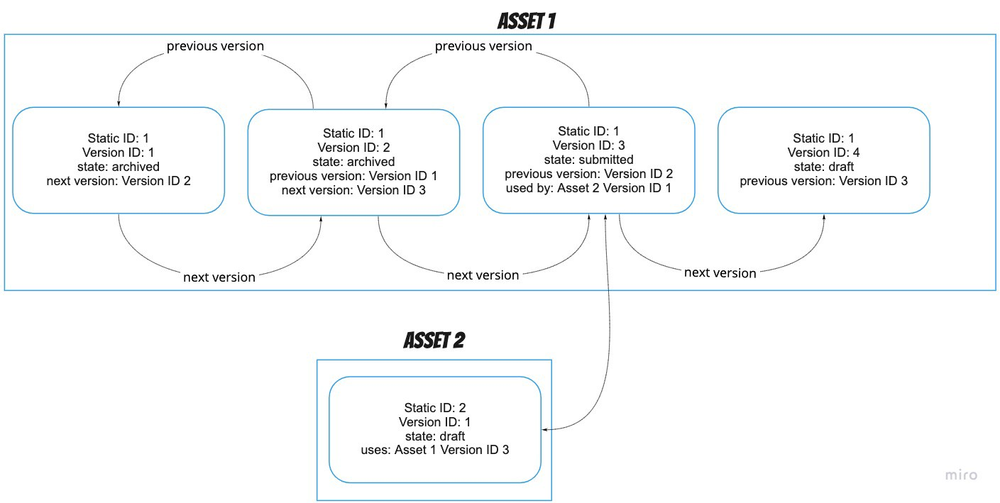 ASSET 1
previous version
previous version
Static ID: 1
Version ID: 1
state: archived
next version: Version ID 2
Static ID: 1
Version ID: 2
state: archived
previous version: Version ID 1
next version: Version ID 3
Static ID: 1
Version ID: 3
state: submitted
previous version: Version ID 2
used by: Asset 2 Version ID 1
Static ID: 1
Version ID: 4
state: draft
previous version: Version ID 3
next version
next version
next version
ASSET 2
Static ID: 2
Version ID: 1
state: draft
uses: Asset 1 Version ID 3
miro